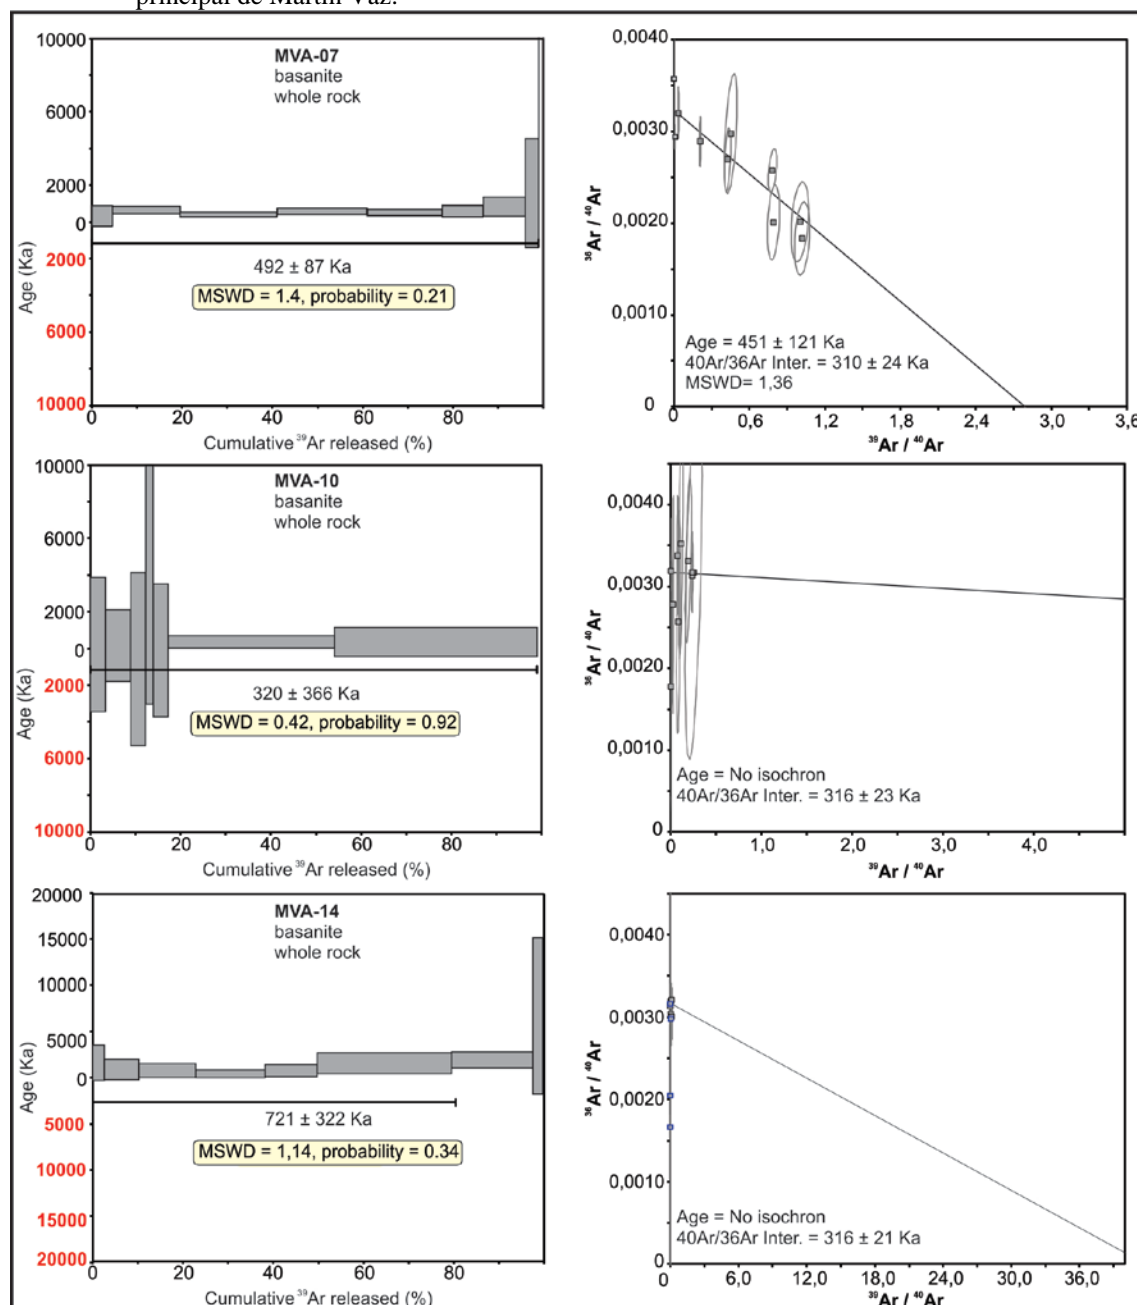 principal de Martin Vaz.
10000
6000
2000
0
2000
6000
10000
Age (Ka)
MVA-07
basanite
whole rock
492 ± 87 Ka
MSWD = 1.4, probability = 0.21
0 20 40 60 80
Cumulative ³⁹Ar released (%)
0,0040
0,0030
0,0020
0,0010
0
³⁶Ar / ⁴⁰Ar
Age = 451 ± 121 Ka
40Ar/36Ar Inter. = 310 ± 24 Ka
MSWD= 1,36
0 0,6 1,2 1,8 2,4 3,0 3,6
³⁹Ar / ⁴⁰Ar
10000
6000
2000
0
2000
6000
10000
Age (Ka)
MVA-10
basanite
whole rock
320 ± 366 Ka
MSWD = 0.42, probability = 0.92
0 20 40 60 80
Cumulative ³⁹Ar released (%)
0,0040
0,0030
0,0020
0,0010
0
³⁶Ar / ⁴⁰Ar
Age = No isochron
40Ar/36Ar Inter. = 316 ± 23 Ka
1,0 2,0 3,0 4,0
³⁹Ar / ⁴⁰Ar
20000
15000
10000
5000
0
5000
10000
15000
20000
Age (Ka)
MVA-14
basanite
whole rock
721 ± 322 Ka
MSWD = 1,14, probability = 0.34
0 20 40 60 80
Cumulative ³⁹Ar released (%)
0,0040
0,0030
0,0020
0,0010
0
³⁶Ar / ⁴⁰Ar
Age = No isochron
40Ar/36Ar Inter. = 316 ± 21 Ka
0 6,0 12,0 18,0 24,0 30,0 36,0
³⁹Ar / ⁴⁰Ar